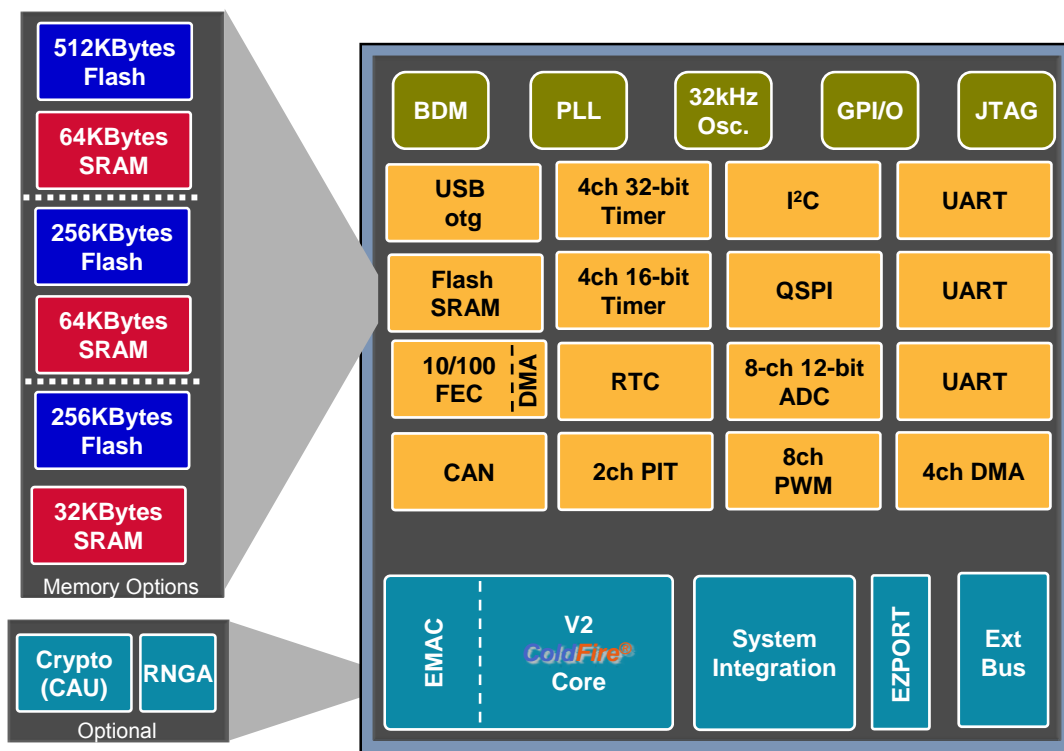 512KBytes
Flash
64KBytes
SRAM
256KBytes
Flash
64KBytes
SRAM
256KBytes
Flash
32KBytes
SRAM
Memory Options
Crypto
(CAU)
RNGA
Optional
BDM
PLL
32kHz
Osc.
GPI/O
JTAG
USB
otg
4ch 32-bit
Timer
I²C
UART
Flash
SRAM
4ch 16-bit
Timer
QSPI
UART
10/100
FEC
DMA
RTC
8-ch 12-bit
ADC
UART
CAN
2ch PIT
8ch
PWM
4ch DMA
EMAC
V2
ColdFire®
Core
System
Integration
EZPORT
Ext
Bus